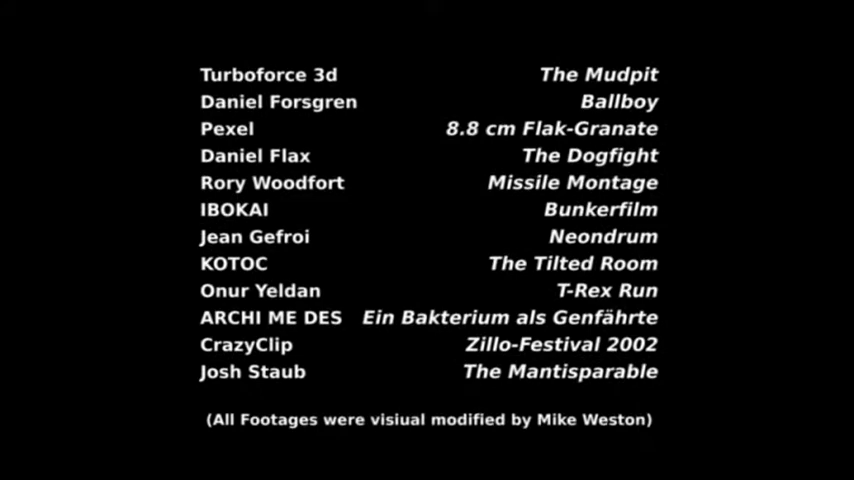 Turboforce 3d The Mudpit
Daniel Forsgren Ballboy
Pexel 8.8 cm Flak-Granate
Daniel Flax The Dogfight
Rory Woodfort Missile Montage
IBOKAI Bunkerfilm
Jean Gefroi Neondrum
KOTOC The Tilted Room
Onur Yeldan T-Rex Run
ARCHI ME DES Ein Bakterium als Genfährte
CrazyClip Zillo-Festival 2002
Josh Staub The Mantisparable
(All Footages were visiual modified by Mike Weston)